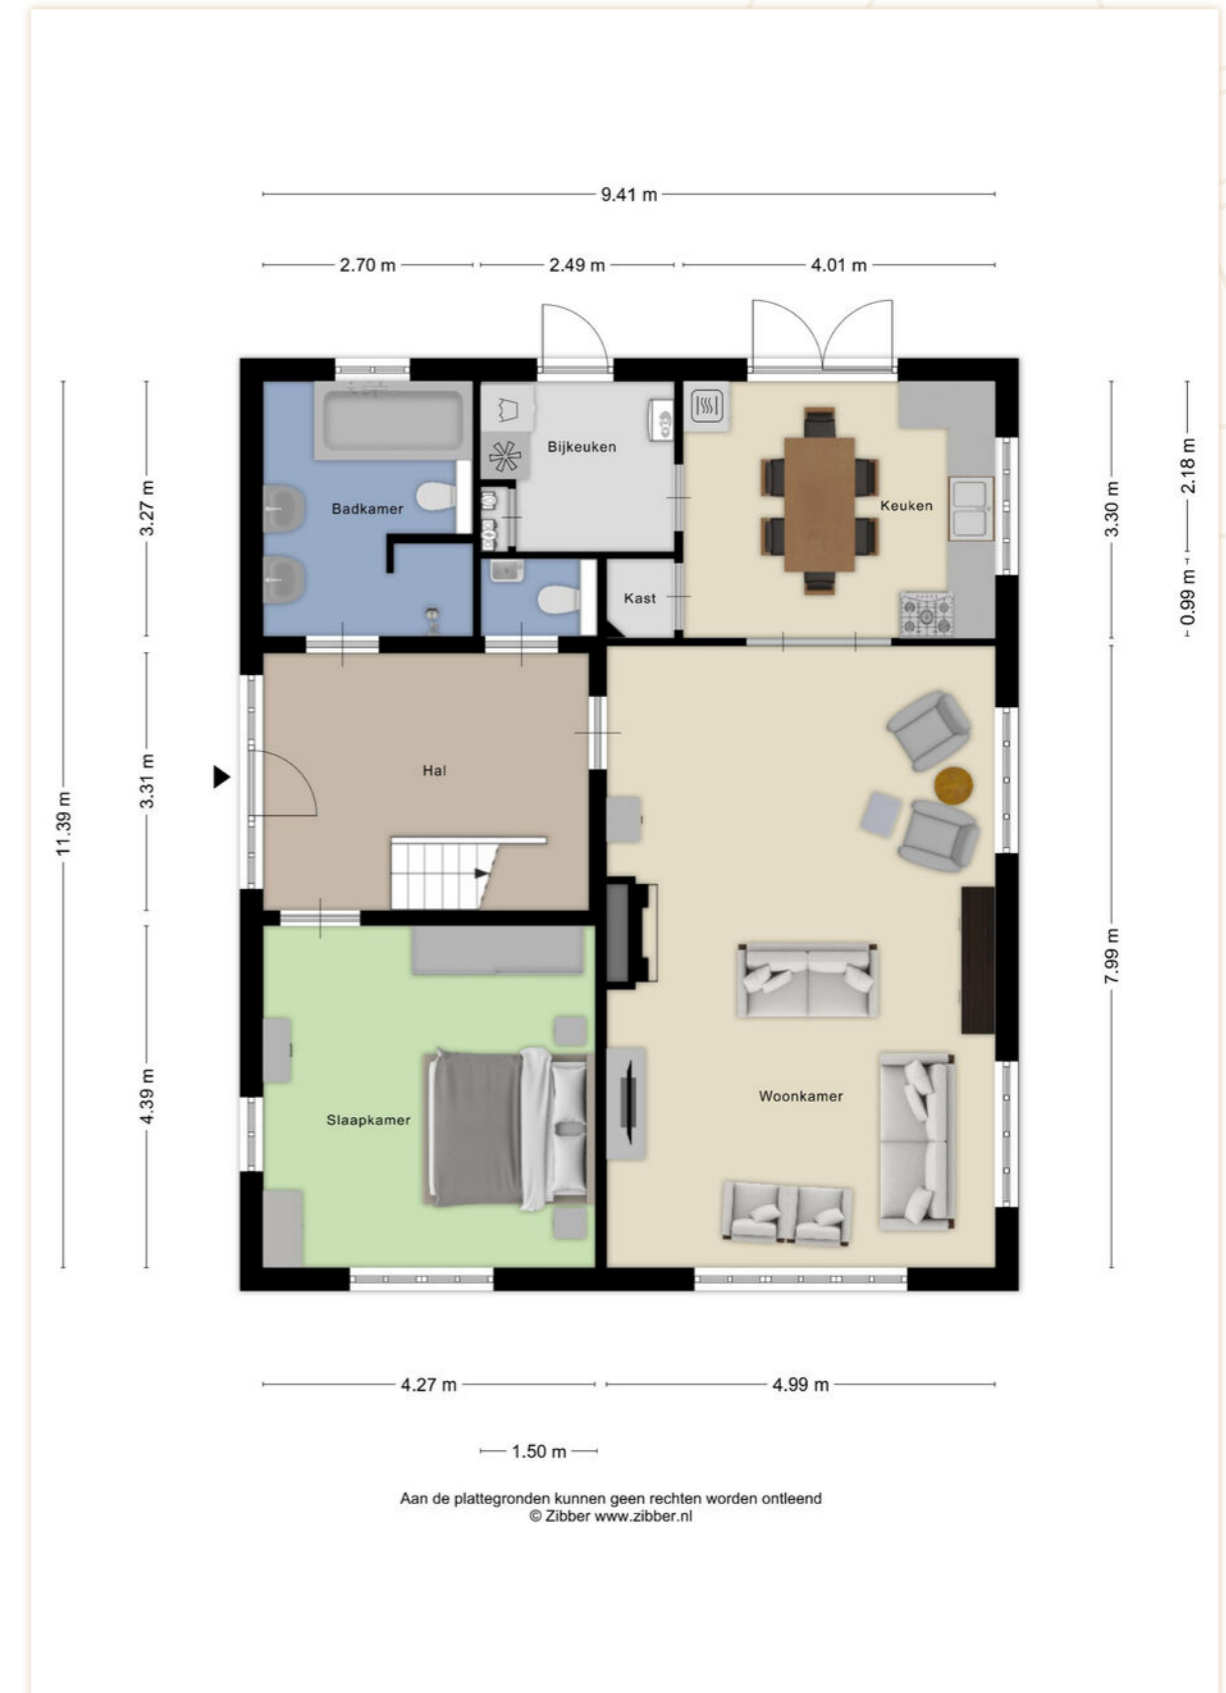 9.41 m
2.70 m
2.49 m
4.01 m
Bijkeuken
Badkamer
Keuken
Kast
3.27 m
3.30 m
2.18 m
0.99 m
Hal
3.31 m
11.39 m
7.99 m
Woonkamer
Slaapkamer
4.39 m
4.27 m
4.99 m
1.50 m
Aan de plattegronden kunnen geen rechten worden ontleend
© Zibber www.zibber.nl